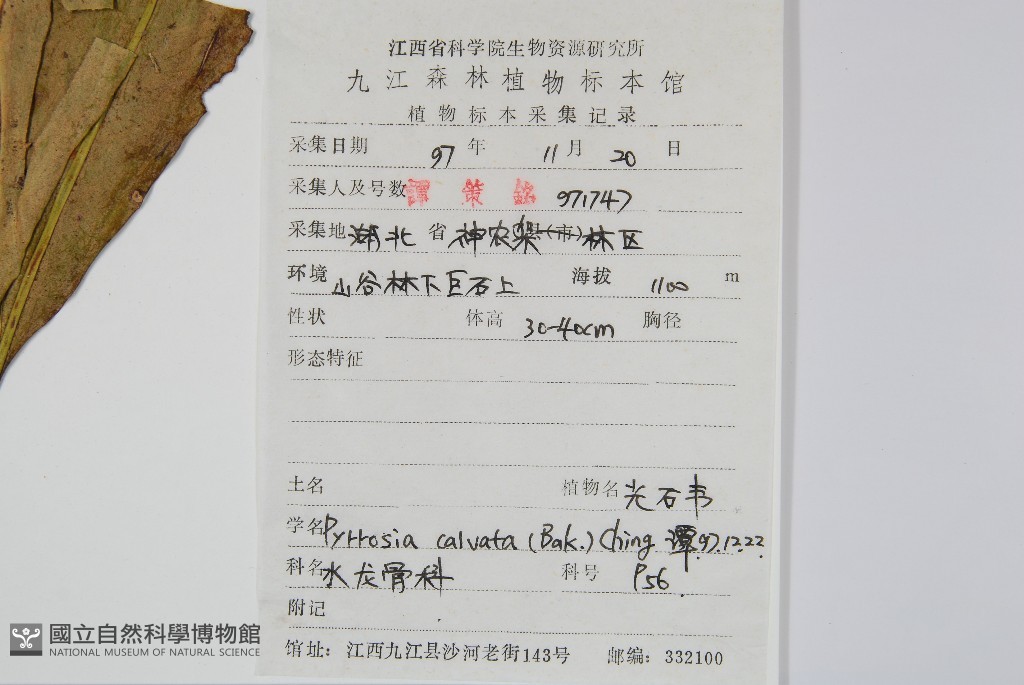 江西省科学院生物资源研究所
九江森林植物标本馆
植物标本采集记录
采集日期 97 年 11 月 20 日
采集人及号数 譚 策 銘 971747
采集地 湖北 省 神农架 县(市) 林区
环境 山谷林下巨石上 海拔 1100 m
性状 体高 30-40cm 胸径
形态特征
土名 植物名 光石韦
学名 Pyrrosia calvata (Bak.) Ching 譚 97.12.22
科名 水龙骨科 科号 P56.
附记
馆址: 江西九江县沙河老街143号 邮编: 332100
國立自然科學博物館
NATIONAL MUSEUM OF NATURAL SCIENCE